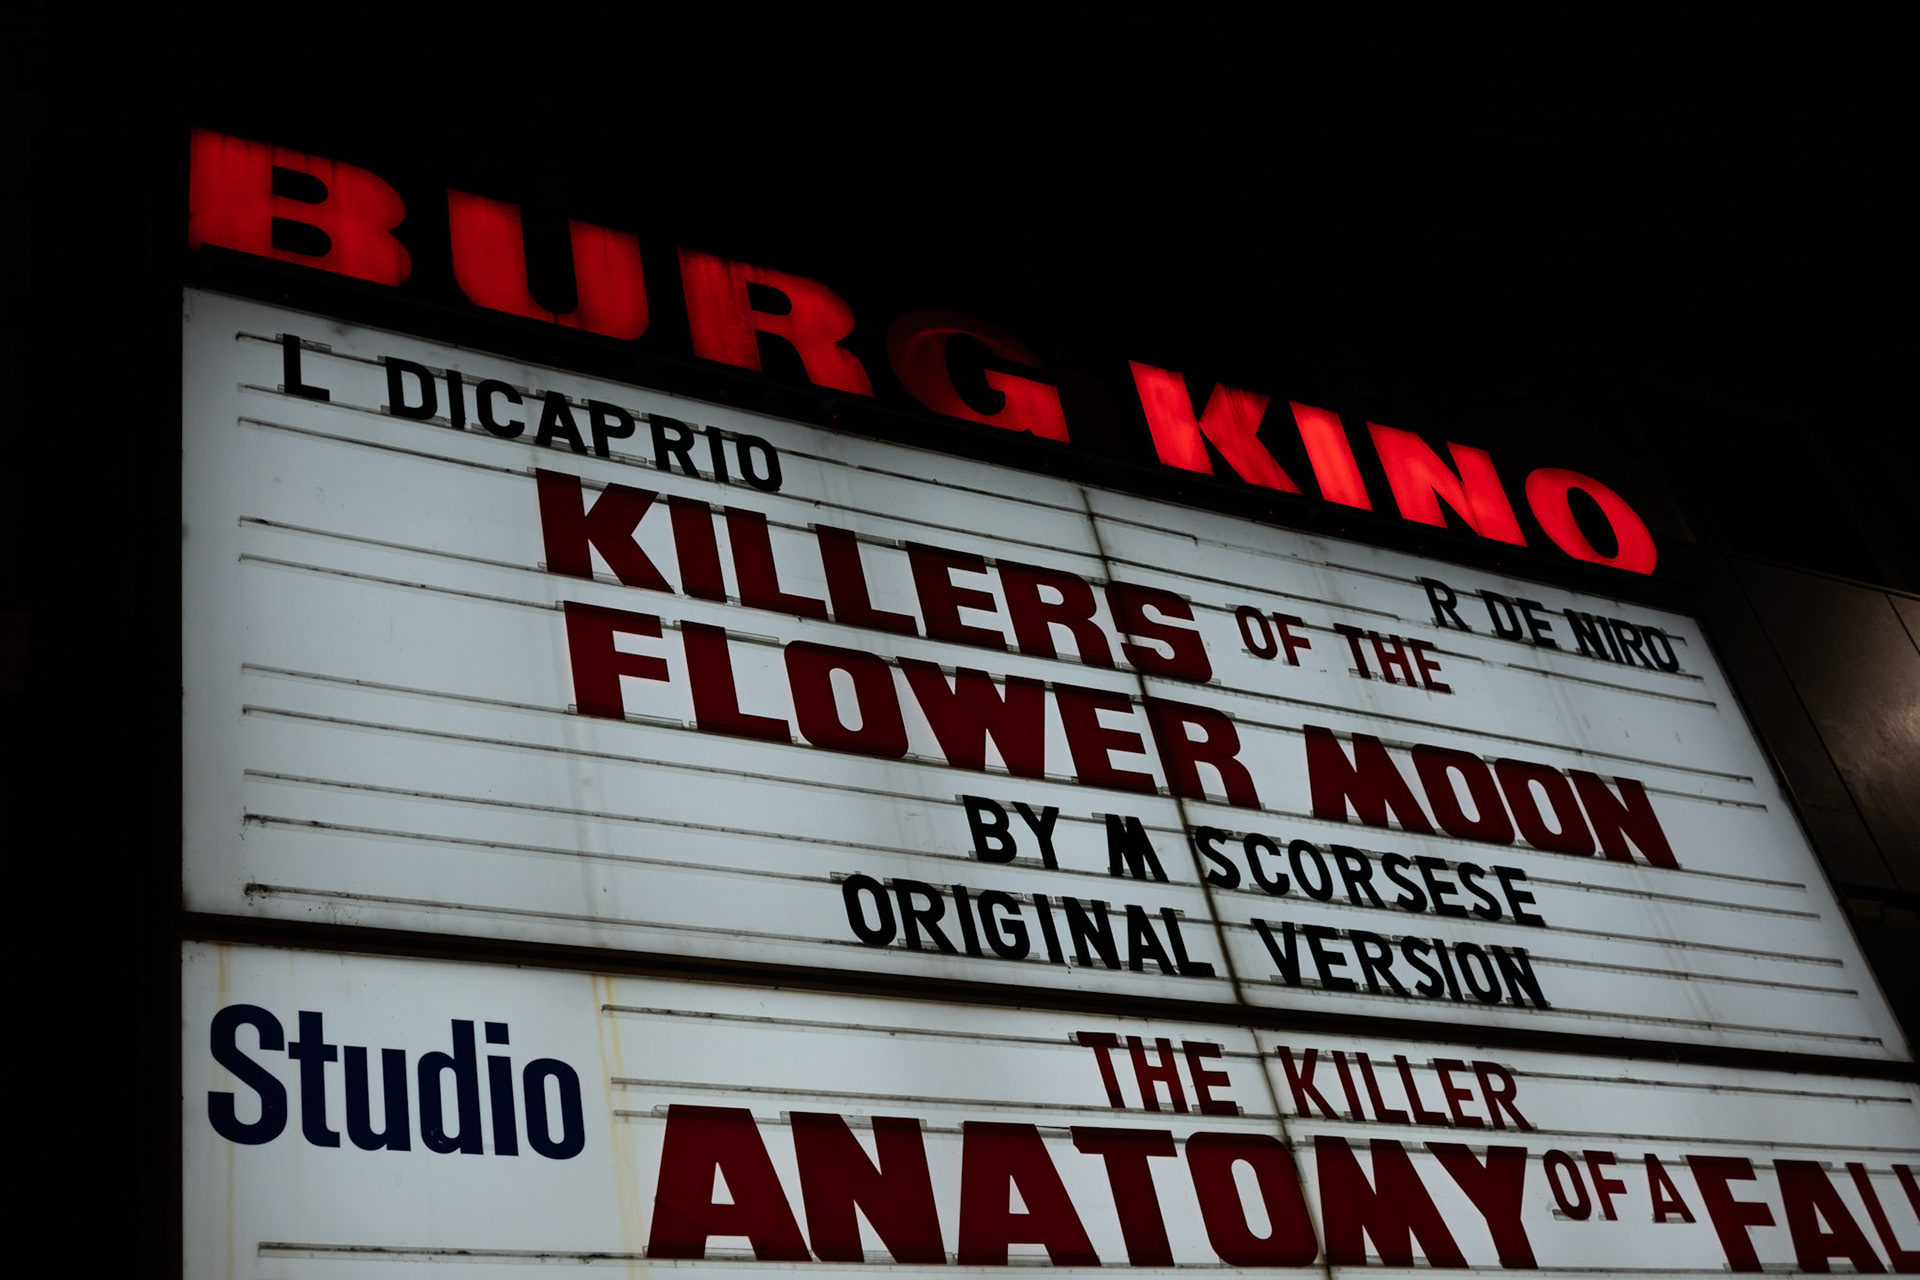 BURG KINO
L DICAPRIO
R DE NIRO
KILLERS OF THE
FLOWER MOON
BY M SCORSESE
ORIGINAL VERSION
Studio
THE KILLER
ANATOMY OF A FALL